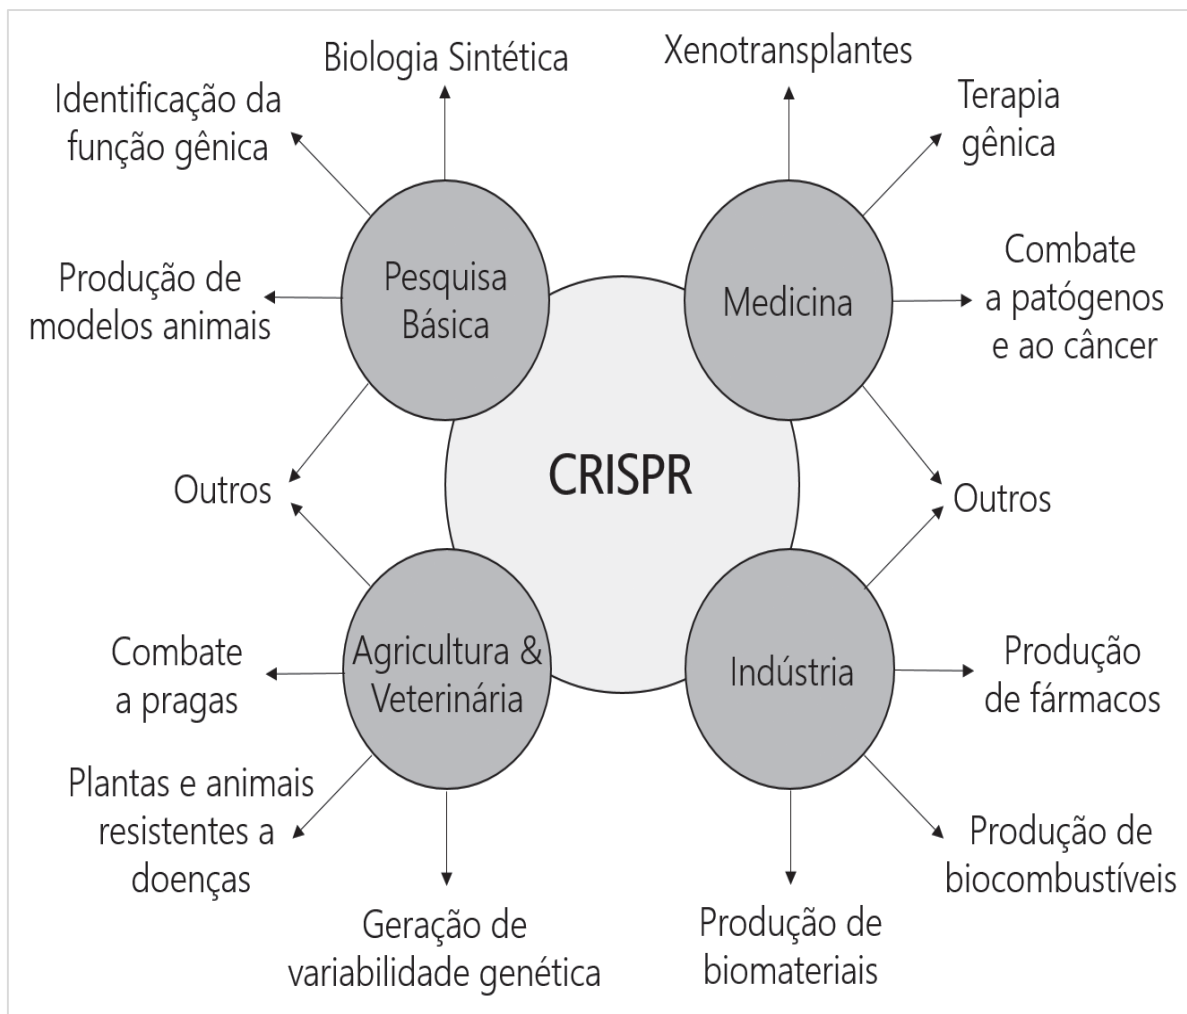 Biologia Sintética
Identificação da
função gênica
Produção de
modelos animais
Pesquisa
Básica
Outros
Xenotransplantes
Terapia
gênica
Combate
a patógenos
e ao câncer
Medicina
Outros
CRISPR
Agricultura &
Veterinária
Combate
a pragas
Plantas e animais
resistentes a
doenças
Geração de
variabilidade genética
Indústria
Produção
de fármacos
Produção de
biocombustíveis
Produção de
biomateriais